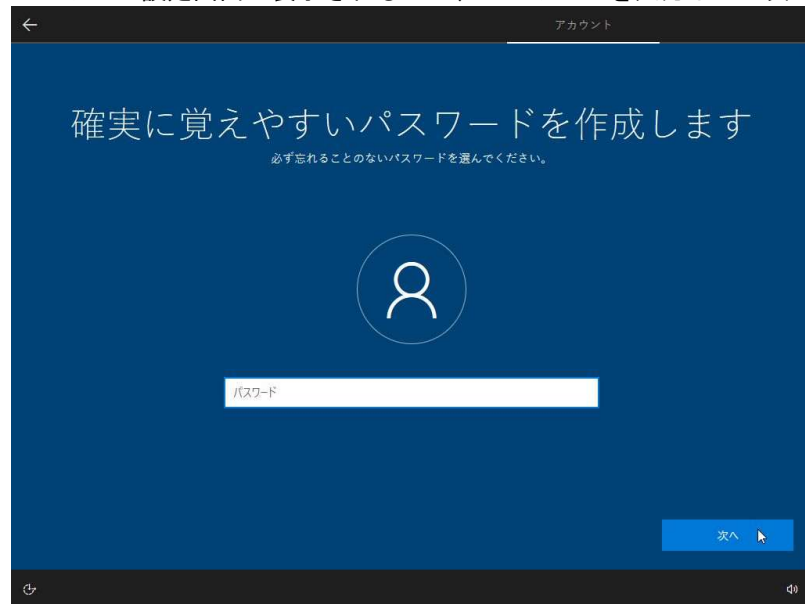 アカウント
確実に覚えやすいパスワードを作成します
必ず忘れることのないパスワードを選んでください。
パスワード
次へ